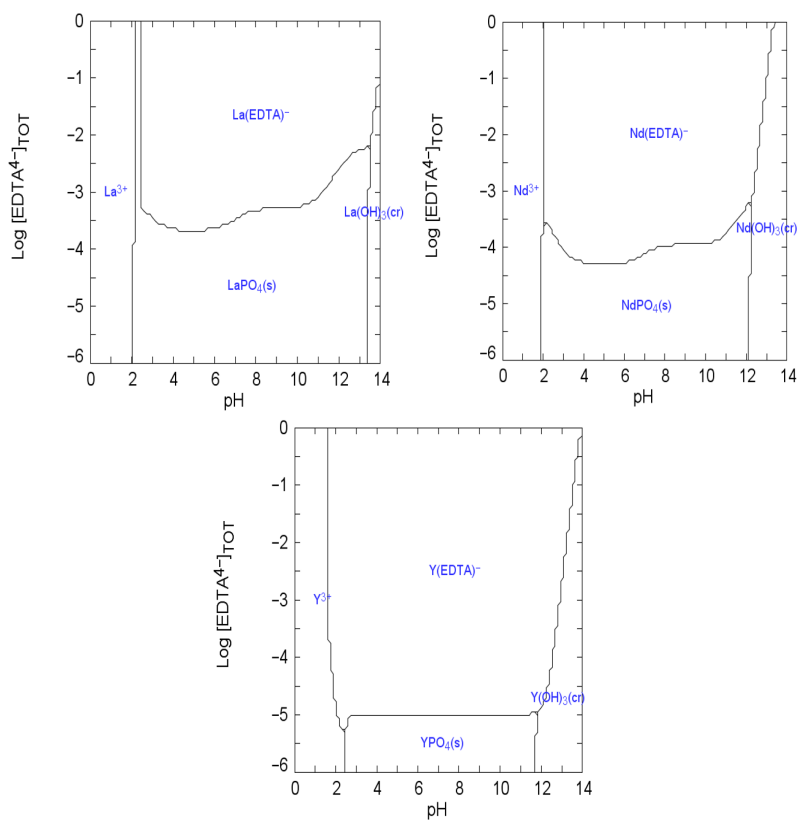 0
−1
−2
−3
−4
−5
−6
Log [EDTA⁴⁻]TOT
La(EDTA)⁻
La³⁺
La(OH)₃(cr)
LaPO₄(s)
0 2 4 6 8 10 12 14
pH
0
−1
−2
−3
−4
−5
−6
Log [EDTA⁴⁻]TOT
Nd(EDTA)⁻
Nd³⁺
Nd(OH)₃(cr)
NdPO₄(s)
0 2 4 6 8 10 12 14
pH
0
−1
−2
−3
−4
−5
−6
Log [EDTA⁴⁻]TOT
Y(EDTA)⁻
Y³⁺
Y(OH)₃(cr)
YPO₄(s)
0 2 4 6 8 10 12 14
pH